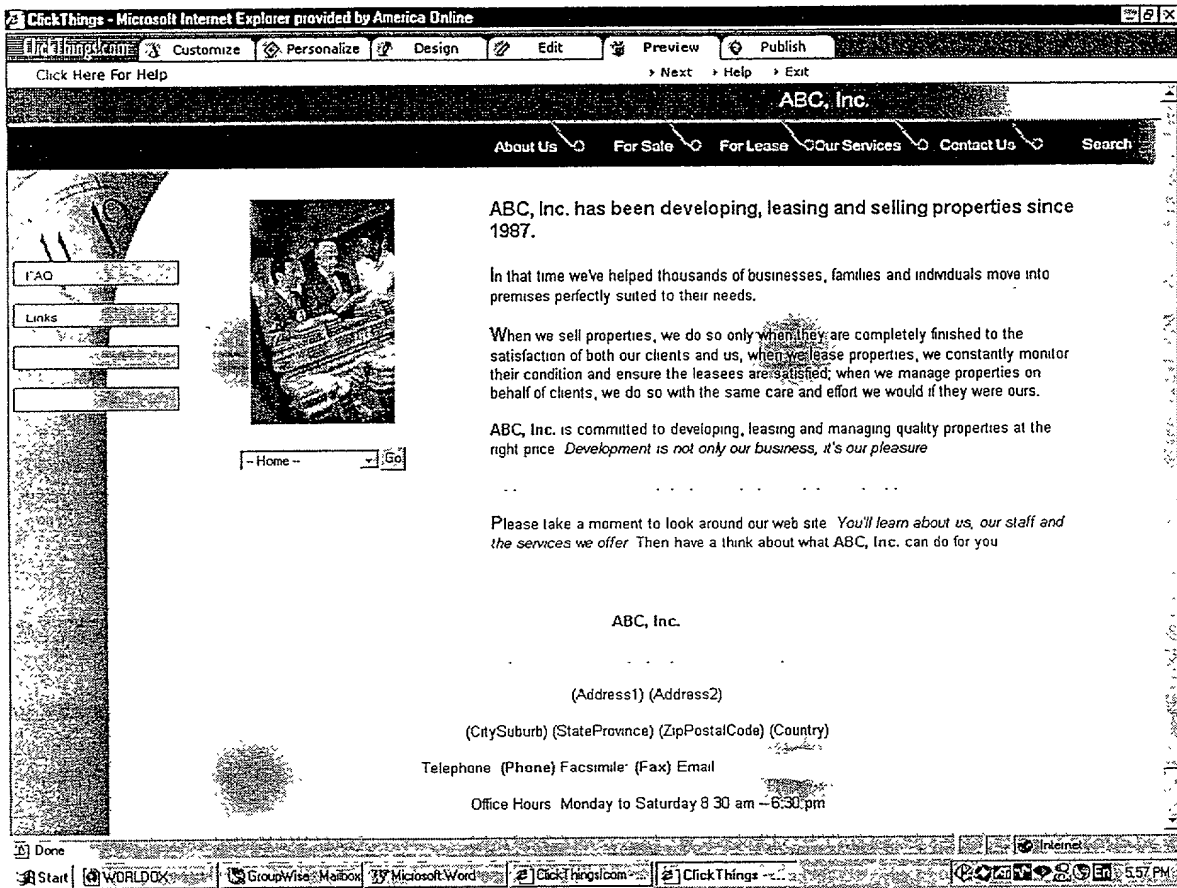 ClickThings - Microsoft Internet Explorer provided by America Online
ClickThings.com Customize Personalize Design Edit Preview Publish
Click Here For Help › Next › Help › Exit
ABC, Inc.
About Us For Sale For Lease Our Services Contact Us Search
ABC, Inc. has been developing, leasing and selling properties since
1987.
FAQ
Links
In that time we've helped thousands of businesses, families and individuals move into
premises perfectly suited to their needs.
When we sell properties, we do so only when they are completely finished to the
satisfaction of both our clients and us, when we lease properties, we constantly monitor
their condition and ensure the leasees are satisfied; when we manage properties on
behalf of clients, we do so with the same care and effort we would if they were ours.
ABC, Inc. is committed to developing, leasing and managing quality properties at the
right price Development is not only our business, it's our pleasure
-- Home -- Go
Please take a moment to look around our web site You'll learn about us, our staff and
the services we offer Then have a think about what ABC, Inc. can do for you
ABC, Inc.
(Address1) (Address2)
(CitySuburb) (StateProvince) (ZipPostalCode) (Country)
Telephone (Phone) Facsimile (Fax) Email
Office Hours Monday to Saturday 8 30 am – 6:30 pm
Done Internet
Start WORLDOX GroupWise - Mailbox Microsoft Word ClickThings.com - ... ClickThings - ... 5:57 PM